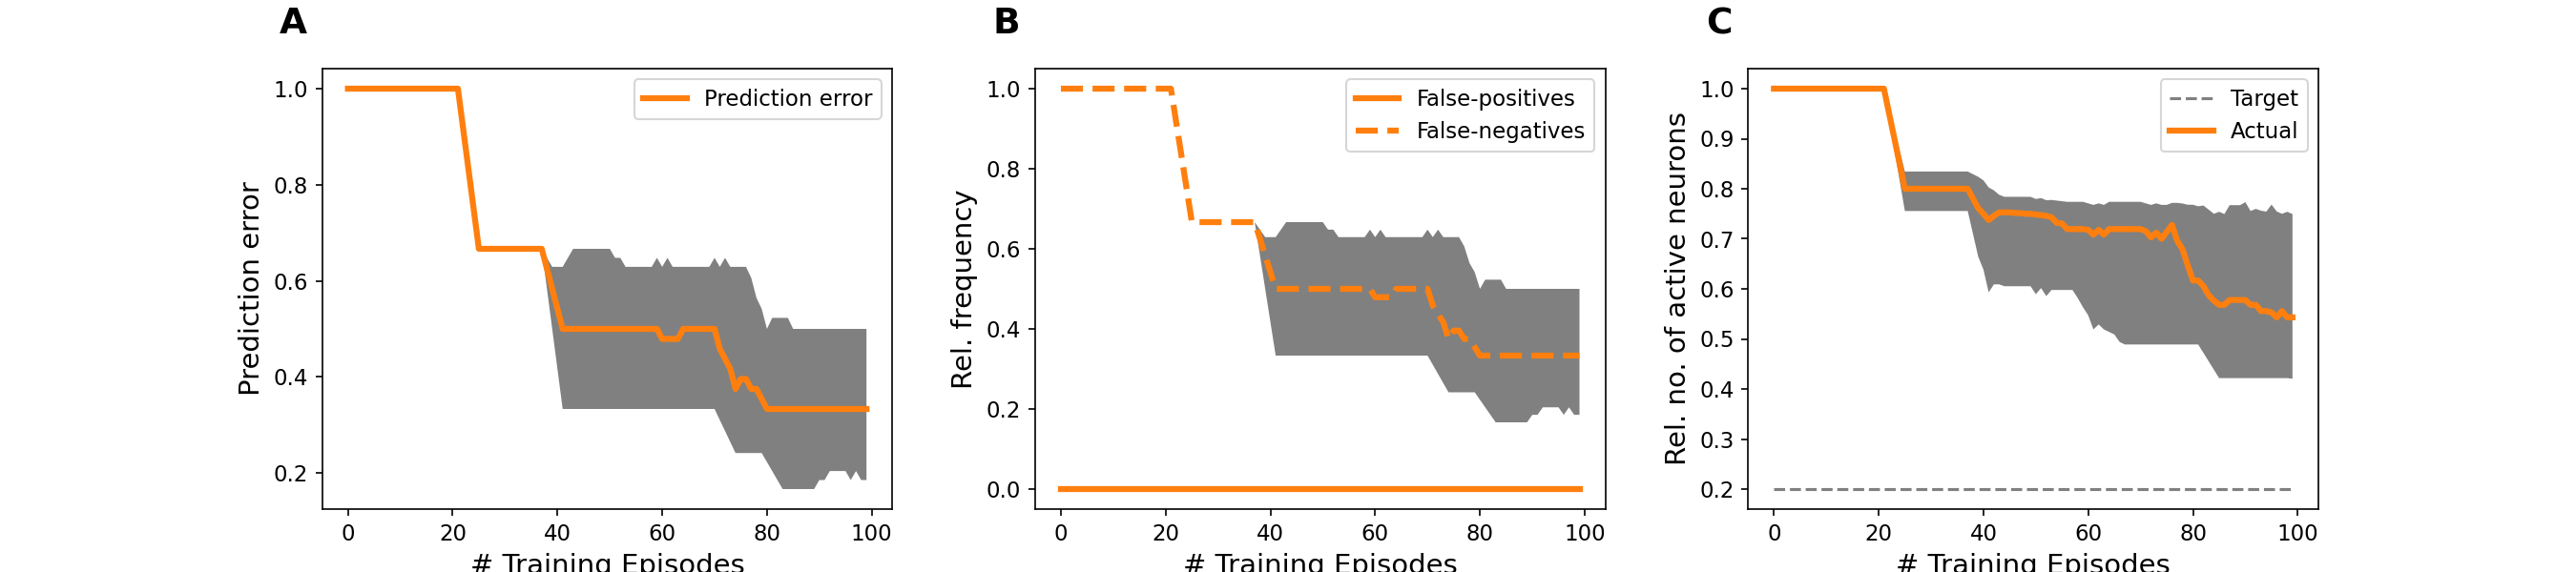 A
B
C
Prediction error
1.0
0.8
0.6
0.4
0.2
0
20
40
60
80
100
# Training Episodes
Prediction error
Rel. frequency
1.0
0.8
0.6
0.4
0.2
0.0
0
20
40
60
80
100
# Training Episodes
False-positives
False-negatives
Rel. no. of active neurons
1.0
0.9
0.8
0.7
0.6
0.5
0.4
0.3
0.2
0
20
40
60
80
100
# Training Episodes
Target
Actual